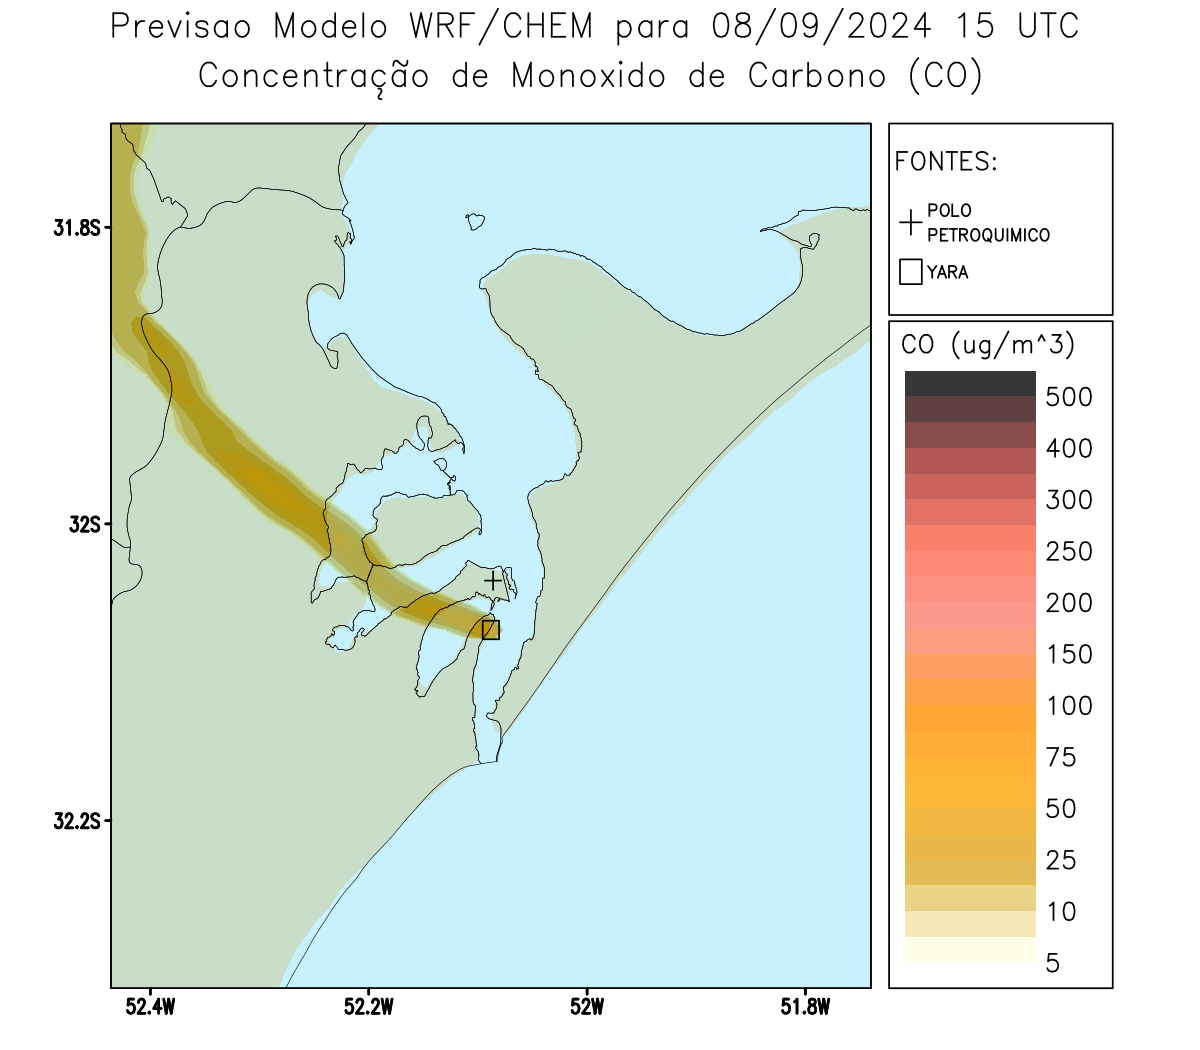 Previsao Modelo WRF/CHEM para 08/09/2024 15 UTC
Concentração de Monoxido de Carbono (CO)
FONTES:
POLO
PETROQUIMICO
YARA
CO (ug/m^3)
500
400
300
250
200
150
100
75
50
25
10
5
31.8S
32S
32.2S
52.4W
52.2W
52W
51.8W